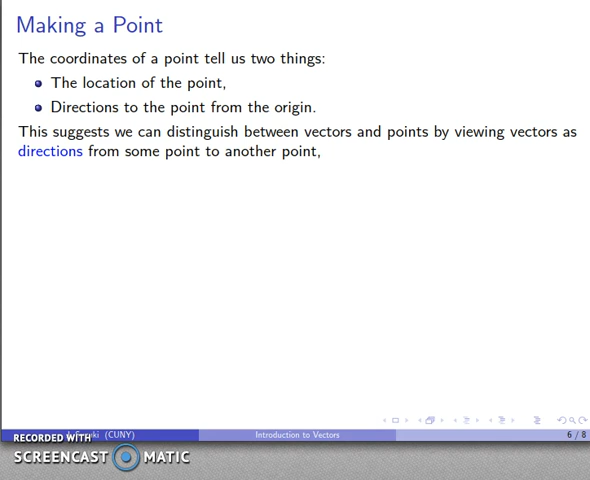 Making a Point
The coordinates of a point tell us two things:
The location of the point,
Directions to the point from the origin.
This suggests we can distinguish between vectors and points by viewing vectors as
directions from some point to another point,
(CUNY)
Introduction to Vectors
6 / 8
RECORDED WITH
SCREENCAST MATIC